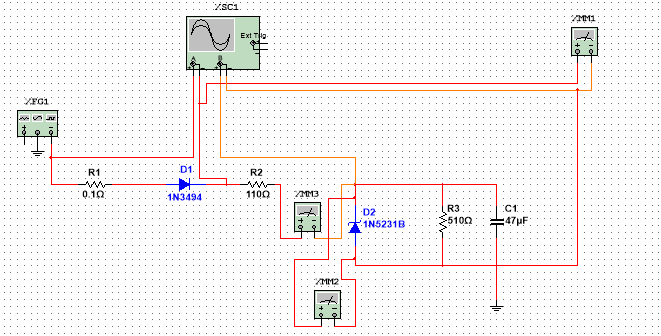 XSC1
Ext Trig
A
B
XMM1
XFG1
R1
0.1Ω
D1
1N3494
R2
110Ω
XMM3
D2
1N5231B
R3
510Ω
C1
47µF
XMM2